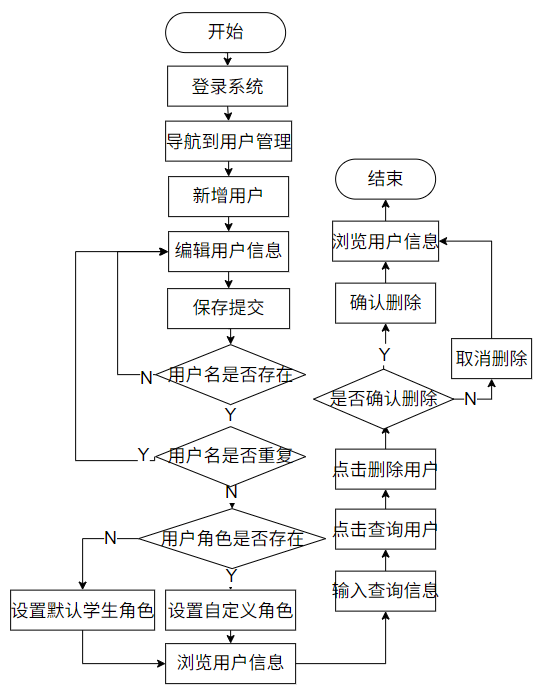 开始
登录系统
导航到用户管理
新增用户
编辑用户信息
保存提交
用户名是否存在
N
Y
用户名是否重复
Y
N
用户角色是否存在
N
Y
设置默认学生角色
设置自定义角色
浏览用户信息
输入查询信息
点击查询用户
点击删除用户
是否确认删除
Y
N
确认删除
取消删除
浏览用户信息
结束